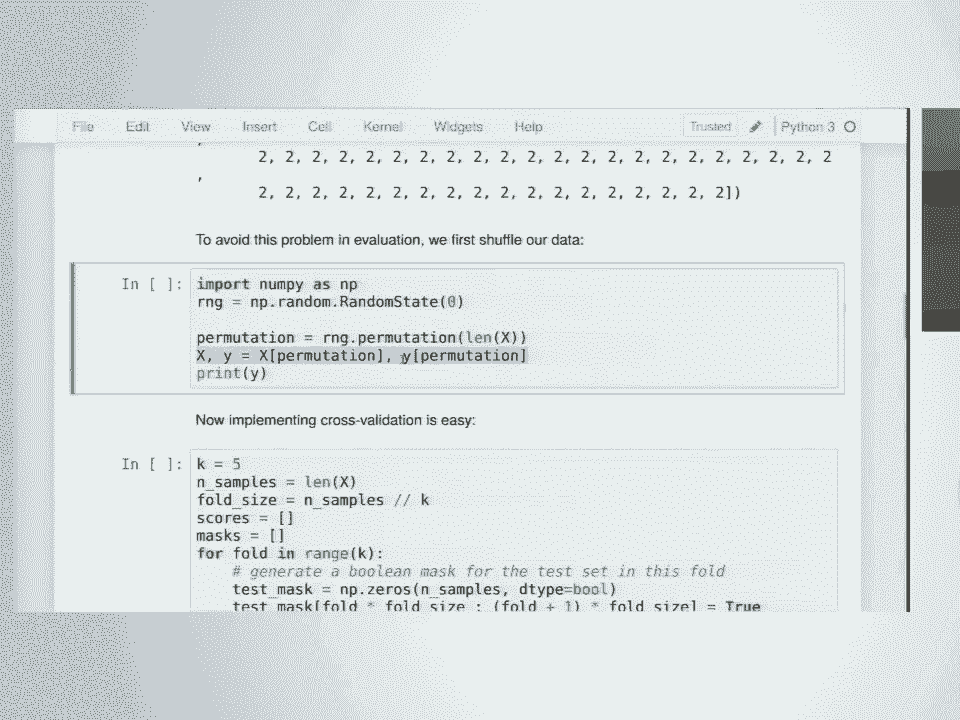 File Edit View Insert Cell Kernel Widgets Help Trusted Python 3
,
2, 2, 2, 2, 2, 2, 2, 2, 2, 2, 2, 2, 2, 2, 2, 2, 2, 2, 2, 2, 2, 2
,
2, 2, 2, 2, 2, 2, 2, 2, 2, 2, 2, 2, 2, 2, 2, 2, 2, 2])
To avoid this problem in evaluation, we first shuffle our data:
In [ ]: import numpy as np
rng = np.random.RandomState(0)
permutation = rng.permutation(len(X))
X, y = X[permutation], y[permutation]
print(y)
Now implementing cross-validation is easy:
In [ ]: k = 5
n_samples = len(X)
fold_size = n_samples // k
scores = []
masks = []
for fold in range(k):
# generate a boolean mask for the test set in this fold
test_mask = np.zeros(n_samples, dtype=bool)
test_mask[fold * fold_size : (fold + 1) * fold_size] = True